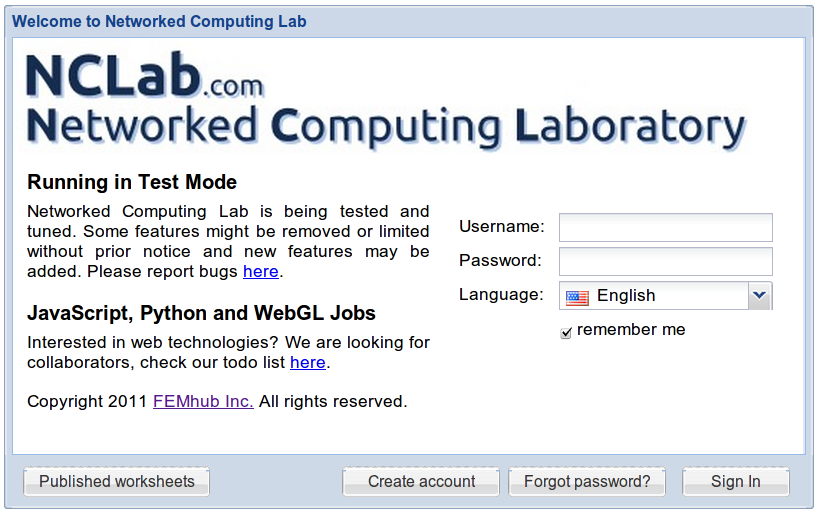 Welcome to Networked Computing Lab
NCLab.com
Networked Computing Laboratory
Running in Test Mode
Networked Computing Lab is being tested and
tuned. Some features might be removed or limited
without prior notice and new features may be
added. Please report bugs here.
JavaScript, Python and WebGL Jobs
Interested in web technologies? We are looking for
collaborators, check our todo list here.
Copyright 2011 FEMhub Inc. All rights reserved.
Username:
Password:
Language: English
remember me
Published worksheets
Create account
Forgot password?
Sign In